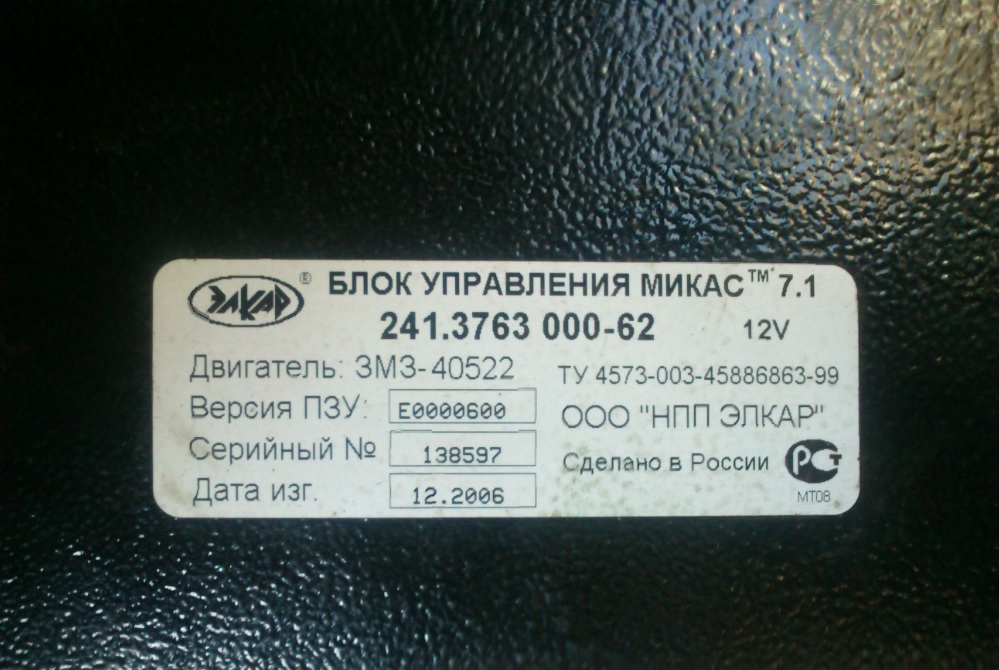 ЭЛКАР® БЛОК УПРАВЛЕНИЯ МИКАС™ 7.1
241.3763 000-62 12V
Двигатель: ЗМЗ-40522
ТУ 4573-003-45886863-99
Версия ПЗУ: E0000600
ООО "НПП ЭЛКАР"
Серийный № 138597
Сделано в России РСТ
Дата изг. 12.2006
МТ08